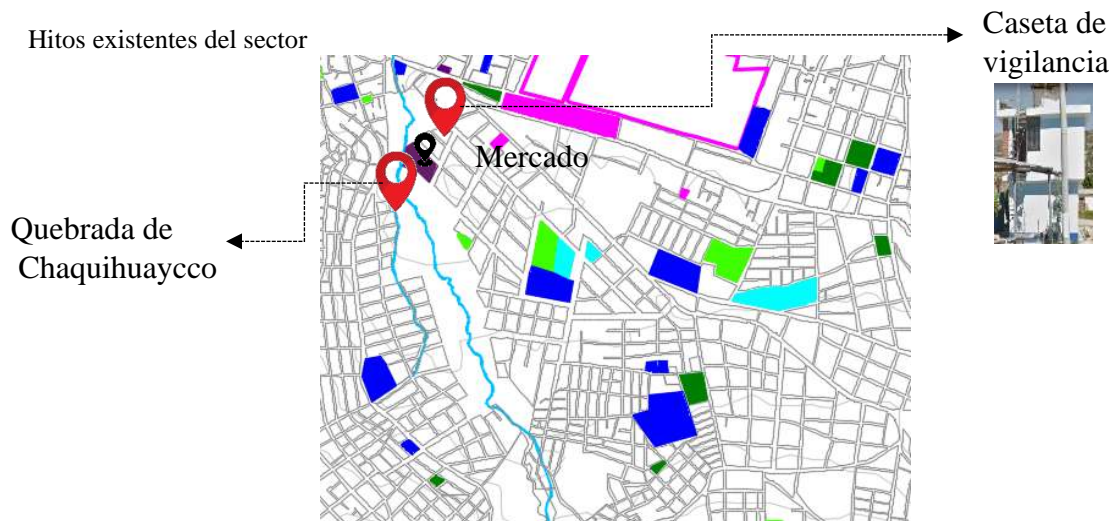 Hitos existentes del sector
Caseta de
vigilancia
Mercado
Quebrada de
Chaquihuaycco